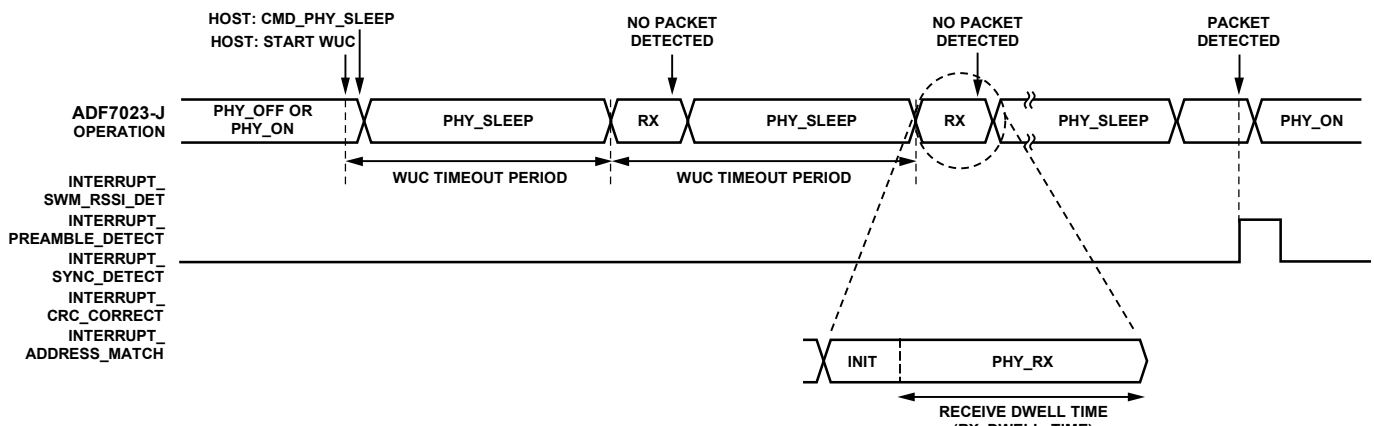 HOST: CMD_PHY_SLEEP
HOST: START WUC
NO PACKET
DETECTED
NO PACKET
DETECTED
PACKET
DETECTED
ADF7023-J
OPERATION
PHY_OFF OR
PHY_ON
PHY_SLEEP
RX
PHY_SLEEP
RX
PHY_SLEEP
PHY_ON
WUC TIMEOUT PERIOD
WUC TIMEOUT PERIOD
INTERRUPT_
SWM_RSSI_DET
INTERRUPT_
PREAMBLE_DETECT
INTERRUPT_
SYNC_DETECT
INTERRUPT_
CRC_CORRECT
INTERRUPT_
ADDRESS_MATCH
INIT
PHY_RX
RECEIVE DWELL TIME
(RX_DWELL_TIME)